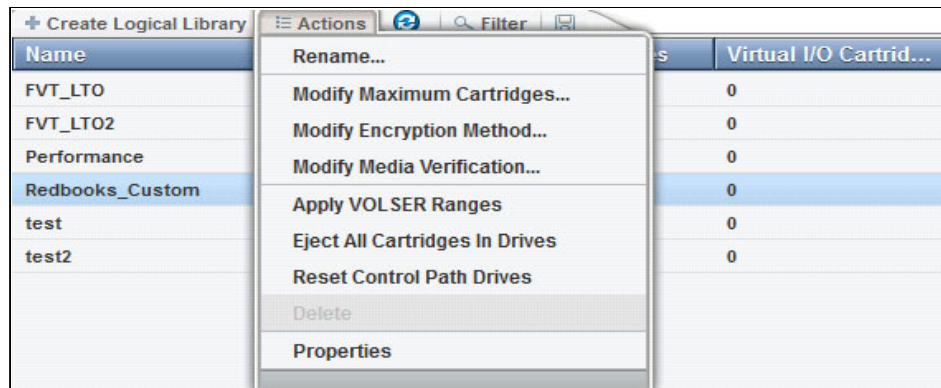 Create Logical Library Actions Filter
Name s Virtual I/O Cartrid...
Rename...
FVT_LTO 0
Modify Maximum Cartridges...
FVT_LTO2 0
Modify Encryption Method...
Performance 0
Modify Media Verification...
Redbooks_Custom 0
Apply VOLSER Ranges
test 0
Eject All Cartridges In Drives
test2 0
Reset Control Path Drives
Delete
Properties